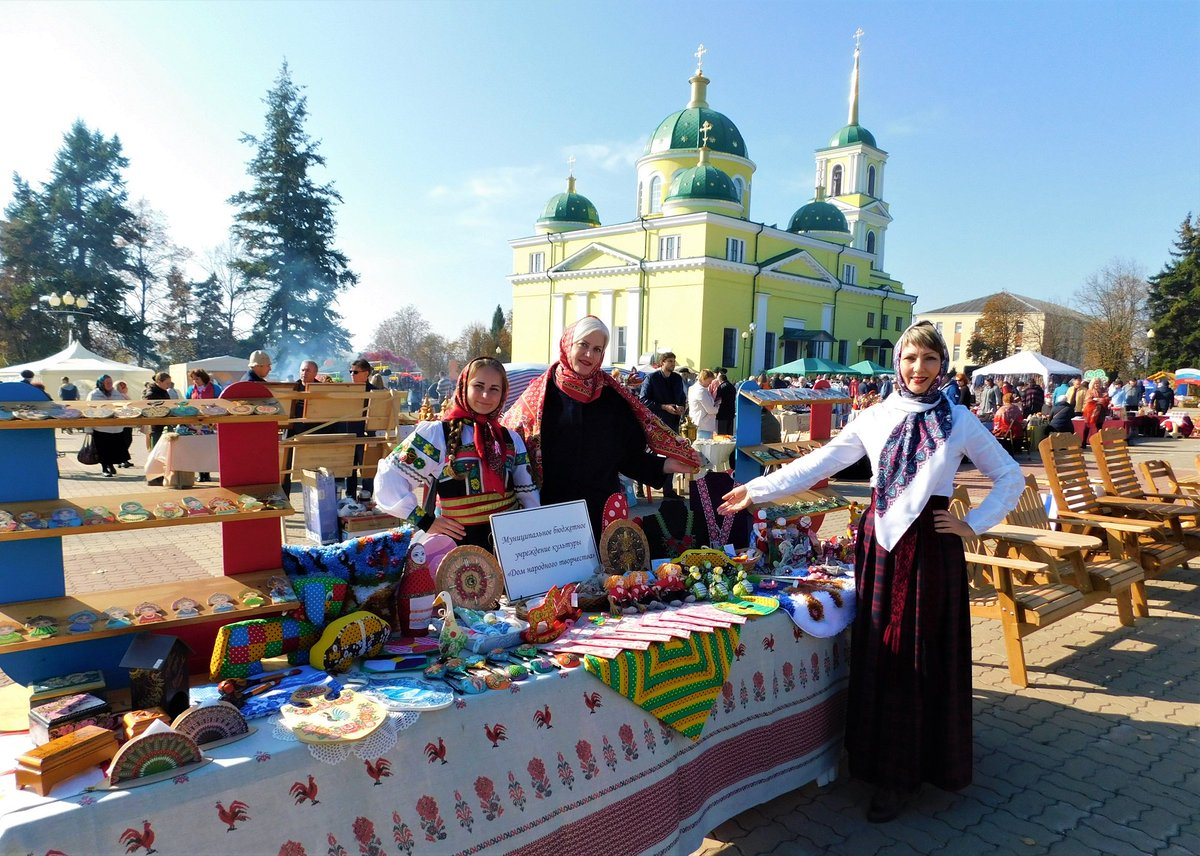 Муниципальное бюджетное
учреждение культуры
«Дом народного творчества»